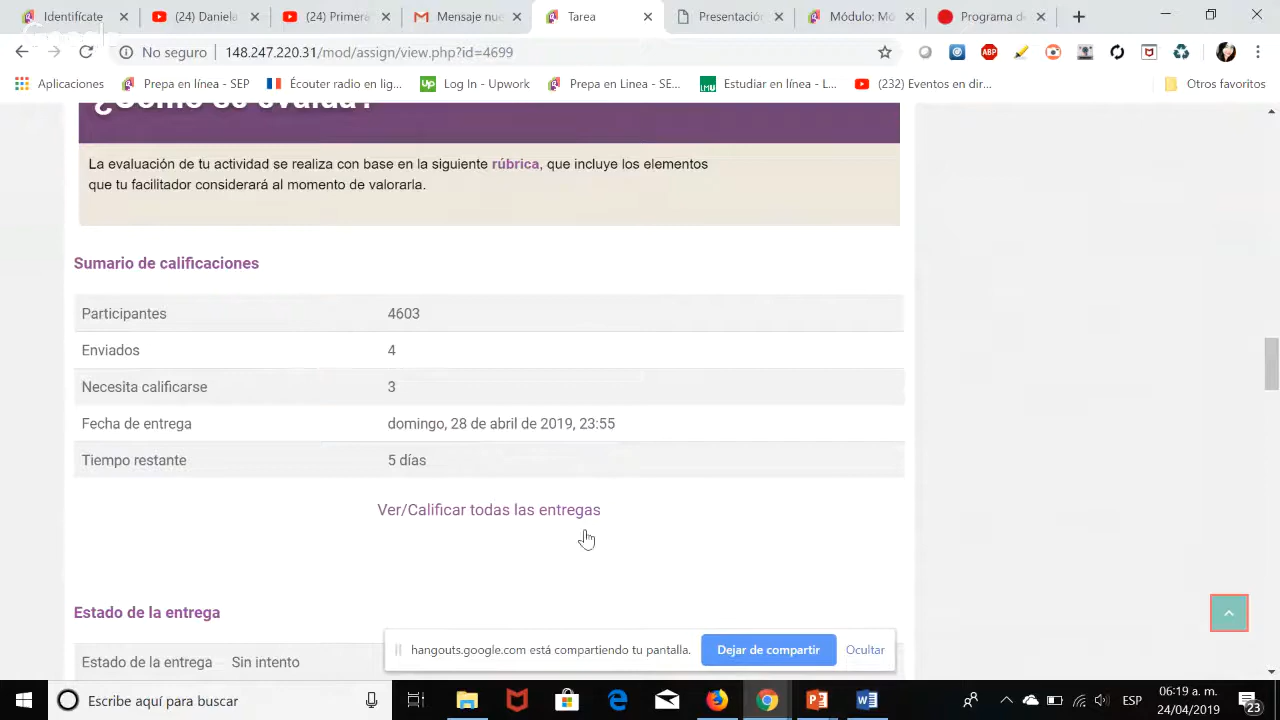 Identifícate
(24) Daniela
(24) Primera
Mensaje nue
Tarea
Presentación
Módulo: Mó
Programa de
No seguro
148.247.220.31/mod/assign/view.php?id=4699
Aplicaciones
Prepa en línea - SEP
Écouter radio en lig...
Log In - Upwork
Prepa en Linea - SE...
Estudiar en línea - L...
(232) Eventos en dir...
Otros favoritos
¿Cómo se evalúa?
La evaluación de tu actividad se realiza con base en la siguiente rúbrica, que incluye los elementos
que tu facilitador considerará al momento de valorarla.
Sumario de calificaciones
Participantes 4603
Enviados 4
Necesita calificarse 3
Fecha de entrega domingo, 28 de abril de 2019, 23:55
Tiempo restante 5 días
Ver/Calificar todas las entregas
Estado de la entrega
Estado de la entrega Sin intento
hangouts.google.com está compartiendo tu pantalla.
Dejar de compartir
Ocultar
Escribe aquí para buscar
ESP
06:19 a. m.
24/04/2019
23